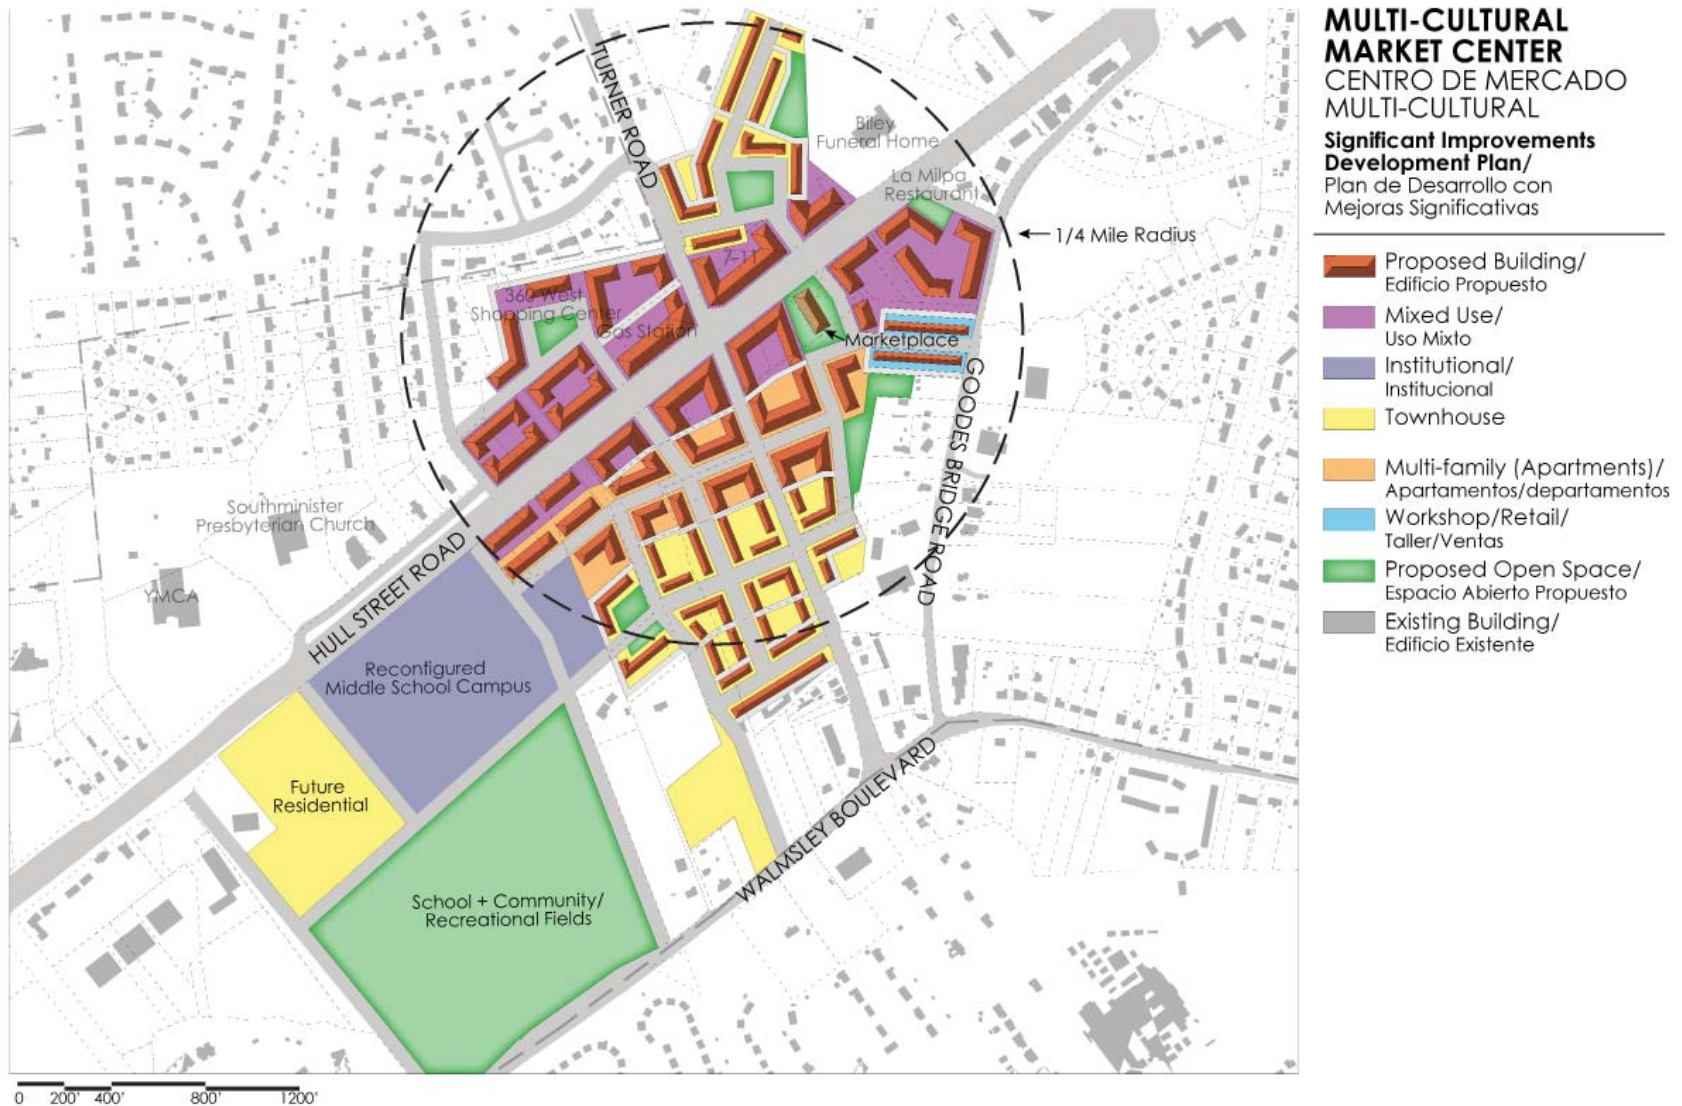 MULTI-CULTURAL
MARKET CENTER
CENTRO DE MERCADO
MULTI-CULTURAL
Significant Improvements
Development Plan/
Plan de Desarrollo con
Mejoras Significativas
Proposed Building/
Edificio Propuesto
Mixed Use/
Uso Mixto
Institutional/
Institucional
Townhouse
Multi-family (Apartments)/
Apartamentos/departamentos
Workshop/Retail/
Taller/Ventas
Proposed Open Space/
Espacio Abierto Propuesto
Existing Building/
Edificio Existente
TURNER ROAD
Biley
Funeral Home
La Milpa
Restaurant
1/4 Mile Radius
7-11
360 West
Shopping Center
Gas Station
Marketplace
GOODES BRIDGE ROAD
Southminister
Presbyterian Church
HULL STREET ROAD
YMCA
Reconfigured
Middle School Campus
Future
Residential
WALMSLEY BOULEVARD
School + Community/
Recreational Fields
0 200' 400' 800' 1200'